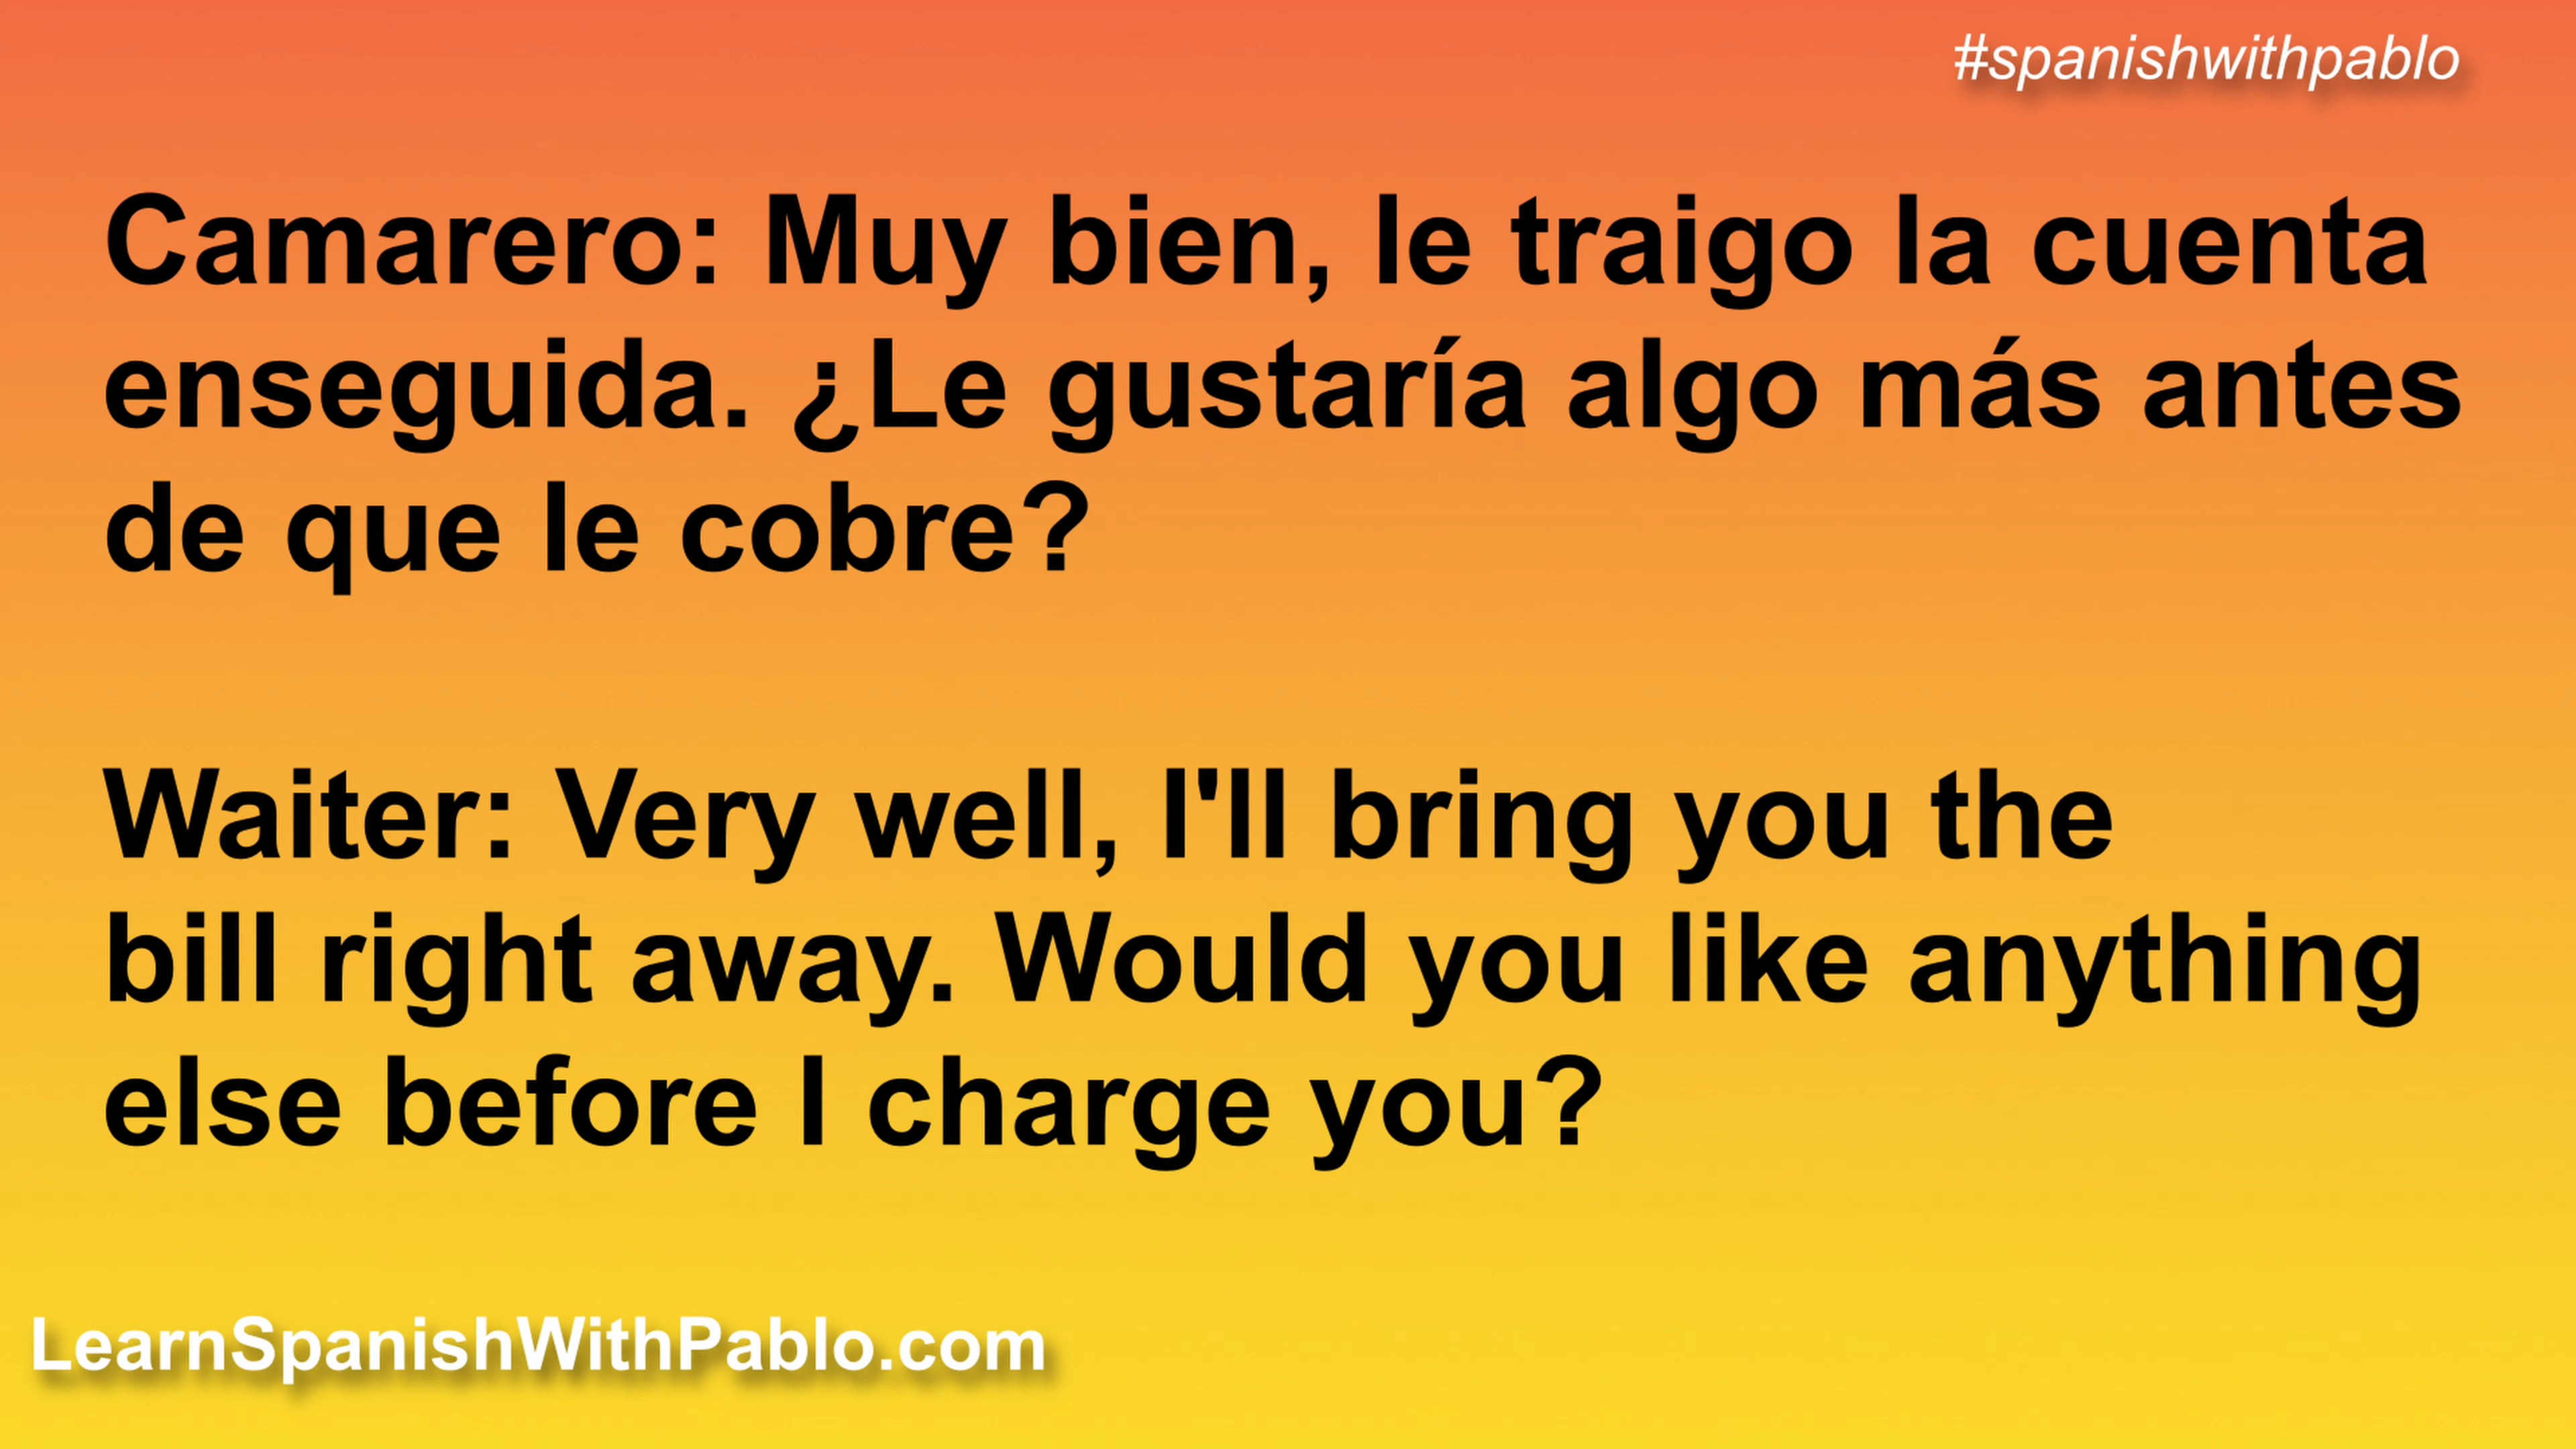 #spanishwithpablo
Camarero: Muy bien, le traigo la cuenta
enseguida. ¿Le gustaría algo más antes
de que le cobre?
Waiter: Very well, I'll bring you the
bill right away. Would you like anything
else before I charge you?
LearnSpanishWithPablo.com